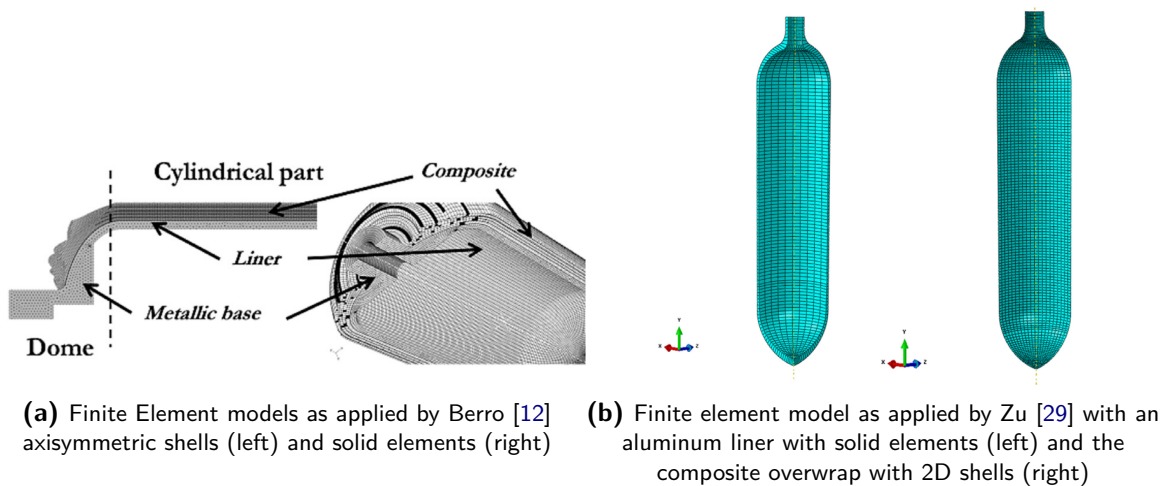 Cylindrical part
Composite
Liner
Metallic base
Dome
Y
X
Z
Y
X
Z
(a) Finite Element models as applied by Berro [12]
axisymmetric shells (left) and solid elements (right)
(b) Finite element model as applied by Zu [29] with an
aluminum liner with solid elements (left) and the
composite overwrap with 2D shells (right)